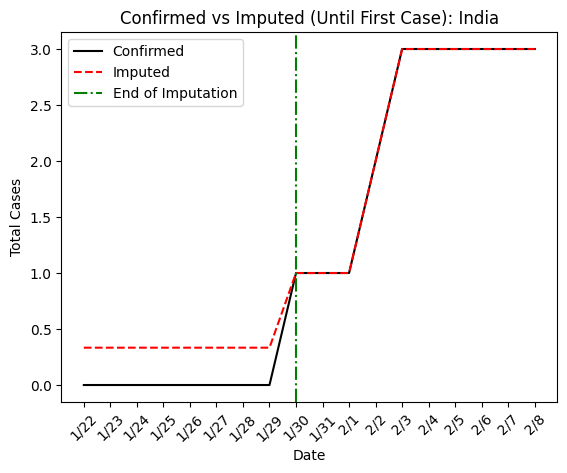 Confirmed vs Imputed (Until First Case): India
Confirmed
Imputed
End of Imputation
Total Cases
3.0
2.5
2.0
1.5
1.0
0.5
0.0
1/22 1/23 1/24 1/25 1/26 1/27 1/28 1/29 1/30 1/31 2/1 2/2 2/3 2/4 2/5 2/6 2/7 2/8
Date